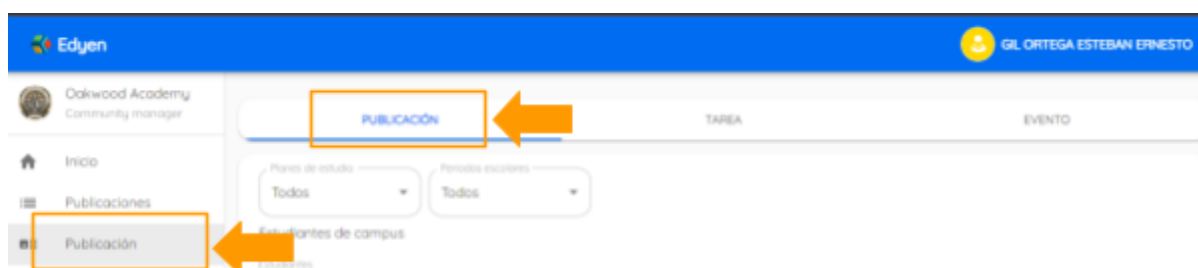 Edyen
GIL ORTEGA ESTEBAN ERNESTO
Oakwood Academy
Community manager
PUBLICACIÓN
TAREA
EVENTO
Inicio
Publicaciones
Publicación
Planes de estudio
Periodos escolares
Todos
Todos
Estudiantes de campus
Estudiantes